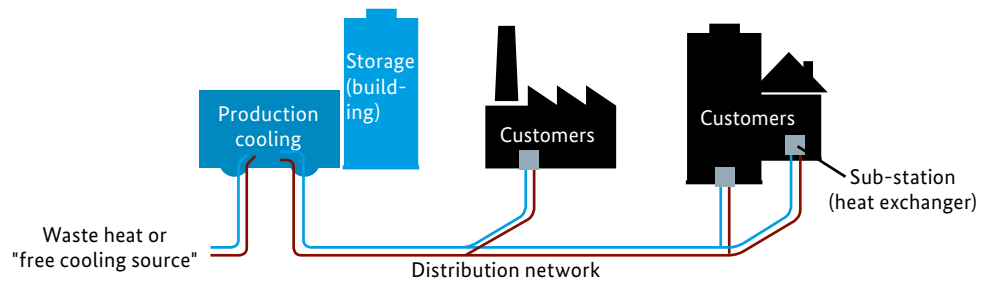 Storage
(build-
ing)
Production
cooling
Customers
Customers
Sub-station
(heat exchanger)
Waste heat or
"free cooling source"
Distribution network